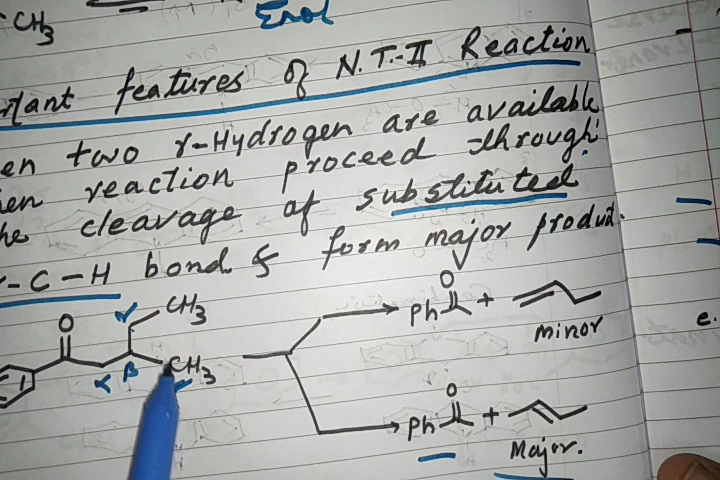 CH3
Enol
features of N.T.-II Reaction
two γ-Hydrogen are available
reaction proceed through
cleavage of substituted
-C-H bond & form major product.
CH3
O
O
Ph +
minor
e.
CH3
α β
O
Ph +
Major.